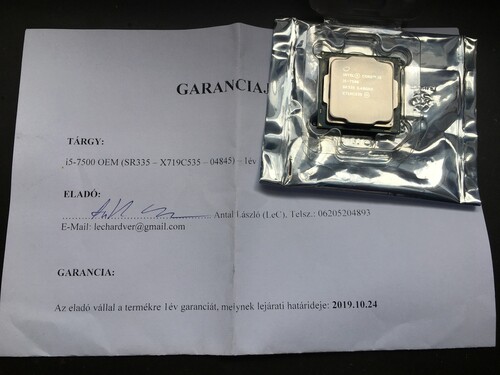 GARANCIA
TÁRGY:
i5-7500 OEM (SR335 – X719C535 – 04845) – 1év
ELADÓ:
Antal László (LeC), Telsz.: 06205204893
E-Mail: lechardver@gmail.com
GARANCIA:
Az eladó vállal a termékre 1év garanciát, melynek lejárati határideje: 2019.10.24